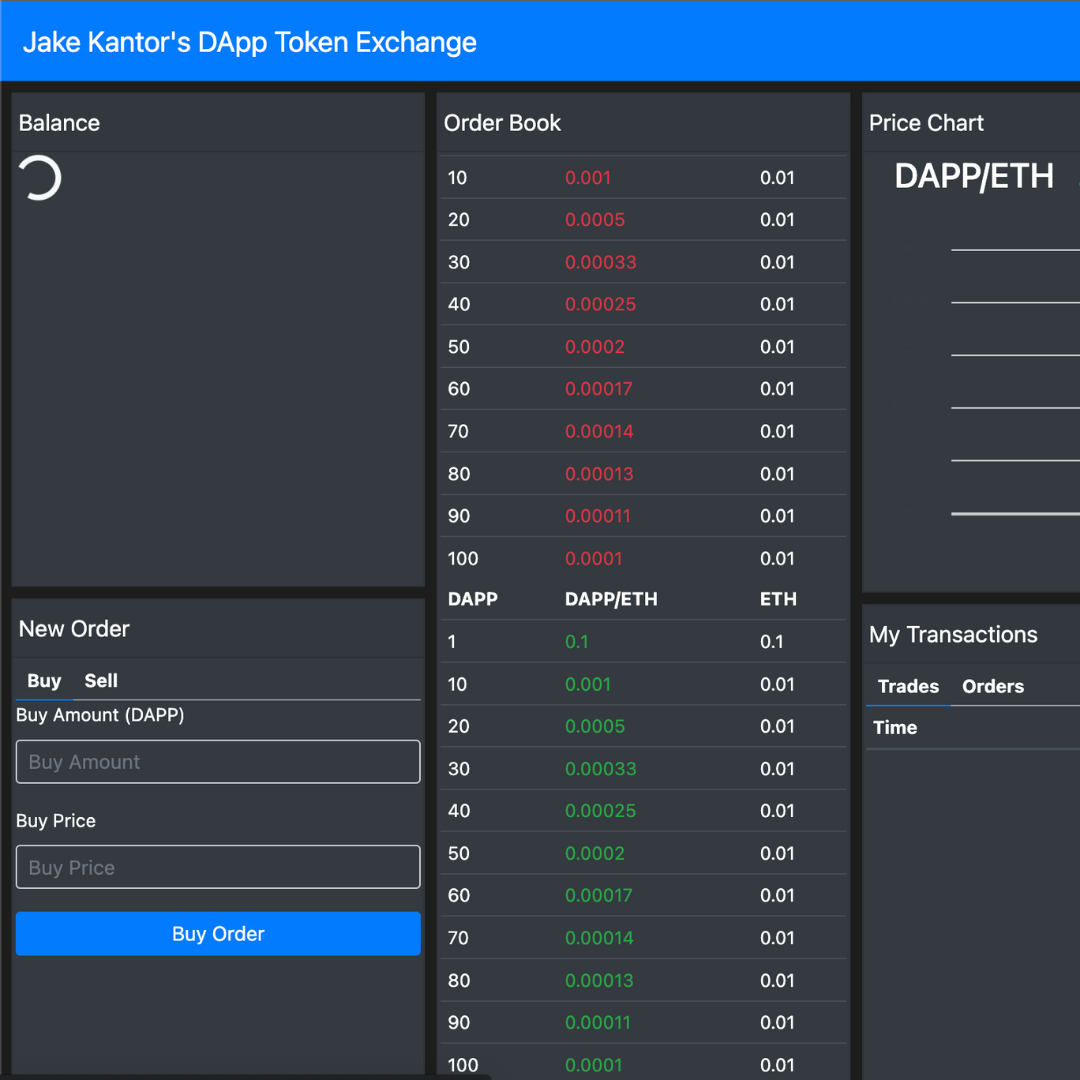 Jake Kantor's DApp Token Exchange
Balance
New Order
Buy Sell
Buy Amount (DAPP)
Buy Amount
Buy Price
Buy Price
Buy Order
Order Book
10 0.001 0.01
20 0.0005 0.01
30 0.00033 0.01
40 0.00025 0.01
50 0.0002 0.01
60 0.00017 0.01
70 0.00014 0.01
80 0.00013 0.01
90 0.00011 0.01
100 0.0001 0.01
DAPP DAPP/ETH ETH
1 0.1 0.1
10 0.001 0.01
20 0.0005 0.01
30 0.00033 0.01
40 0.00025 0.01
50 0.0002 0.01
60 0.00017 0.01
70 0.00014 0.01
80 0.00013 0.01
90 0.00011 0.01
100 0.0001 0.01
Price Chart
DAPP/ETH
My Transactions
Trades Orders
Time